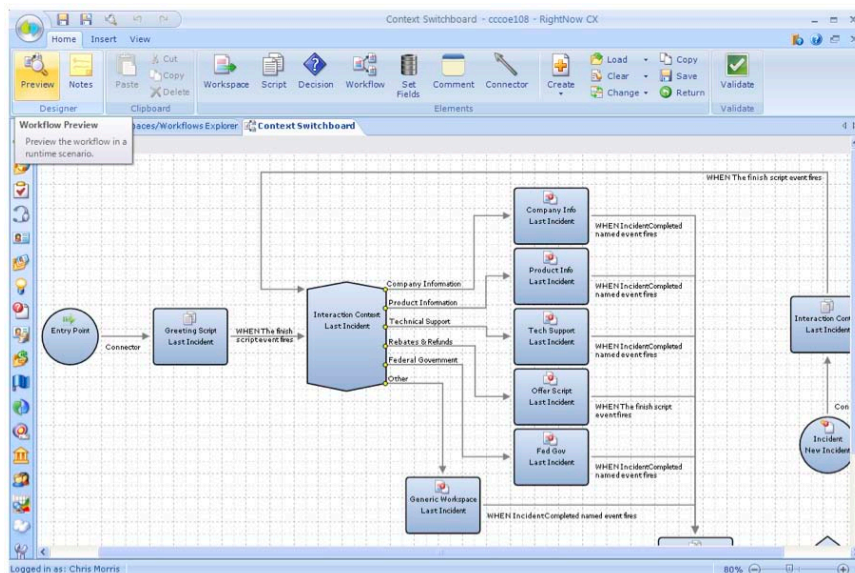 Context Switchboard - cccoe108 - RightNow CX
Home Insert View
Preview Notes Paste Cut Copy Delete Workspace Script Decision Workflow Set Fields Comment Connector Create Load Clear Change Copy Save Return Validate
Designer Clipboard Elements Validate
Workflow Preview
Preview the workflow in a
runtime scenario.
paces/Workflows Explorer Context Switchboard
WHEN The finish script event fires
Company Info
Last Incident
WHEN IncidentCompleted
named event fires
Company Information
Product Info
Last Incident
WHEN IncidentCompleted
named event fires
Product Information
Entry Point
Connector
Greeting Script
Last Incident
WHEN The finish
script event fires
Interaction Context
Last Incident
Technical Support
Rebates & Refunds
Federal Government
Other
Tech Support
Last Incident
WHEN IncidentCompleted
named event fires
Offer Script
Last Incident
WHEN The finish script
event fires
Fed Gov
Last Incident
WHEN IncidentCompleted
named event fires
Interaction Conte
Last Incident
Con
Incident
New Incident
Generic Workspace
Last Incident
WHEN IncidentCompleted named event fires
Logged in as: Chris Morris
80%